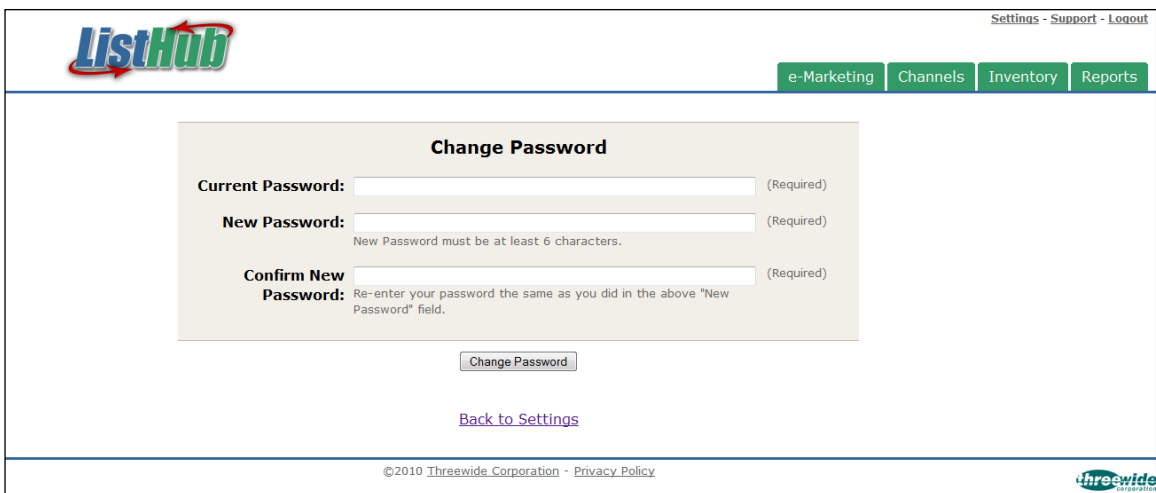 Settings - Support - Logout
ListHub
e-Marketing Channels Inventory Reports
Change Password
Current Password: (Required)
New Password: (Required)
New Password must be at least 6 characters.
Confirm New (Required)
Password: Re-enter your password the same as you did in the above "New
Password" field.
Change Password
Back to Settings
©2010 Threewide Corporation - Privacy Policy
threewide
corporation